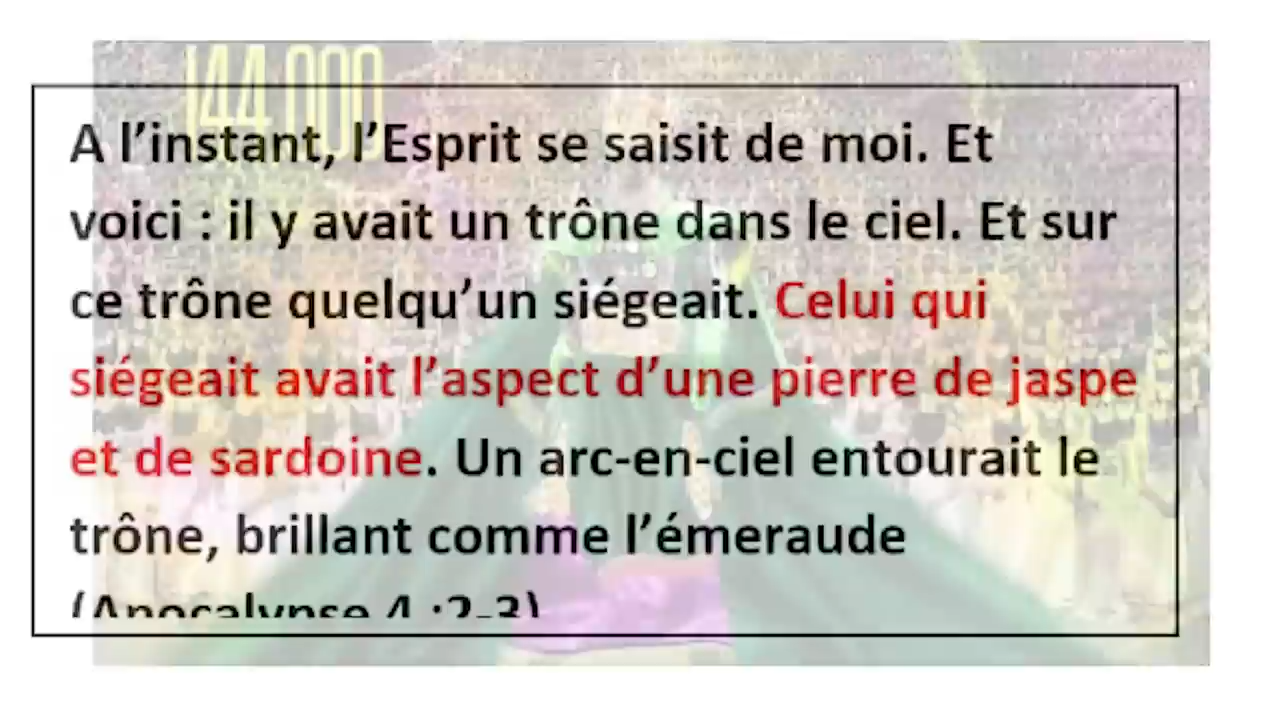 144.000
A l’instant, l’Esprit se saisit de moi. Et
voici : il y avait un trône dans le ciel. Et sur
ce trône quelqu’un siégeait. Celui qui
siégeait avait l’aspect d’une pierre de jaspe
et de sardoine. Un arc-en-ciel entourait le
trône, brillant comme l’émeraude
(Apocalypse 4 :2-3)